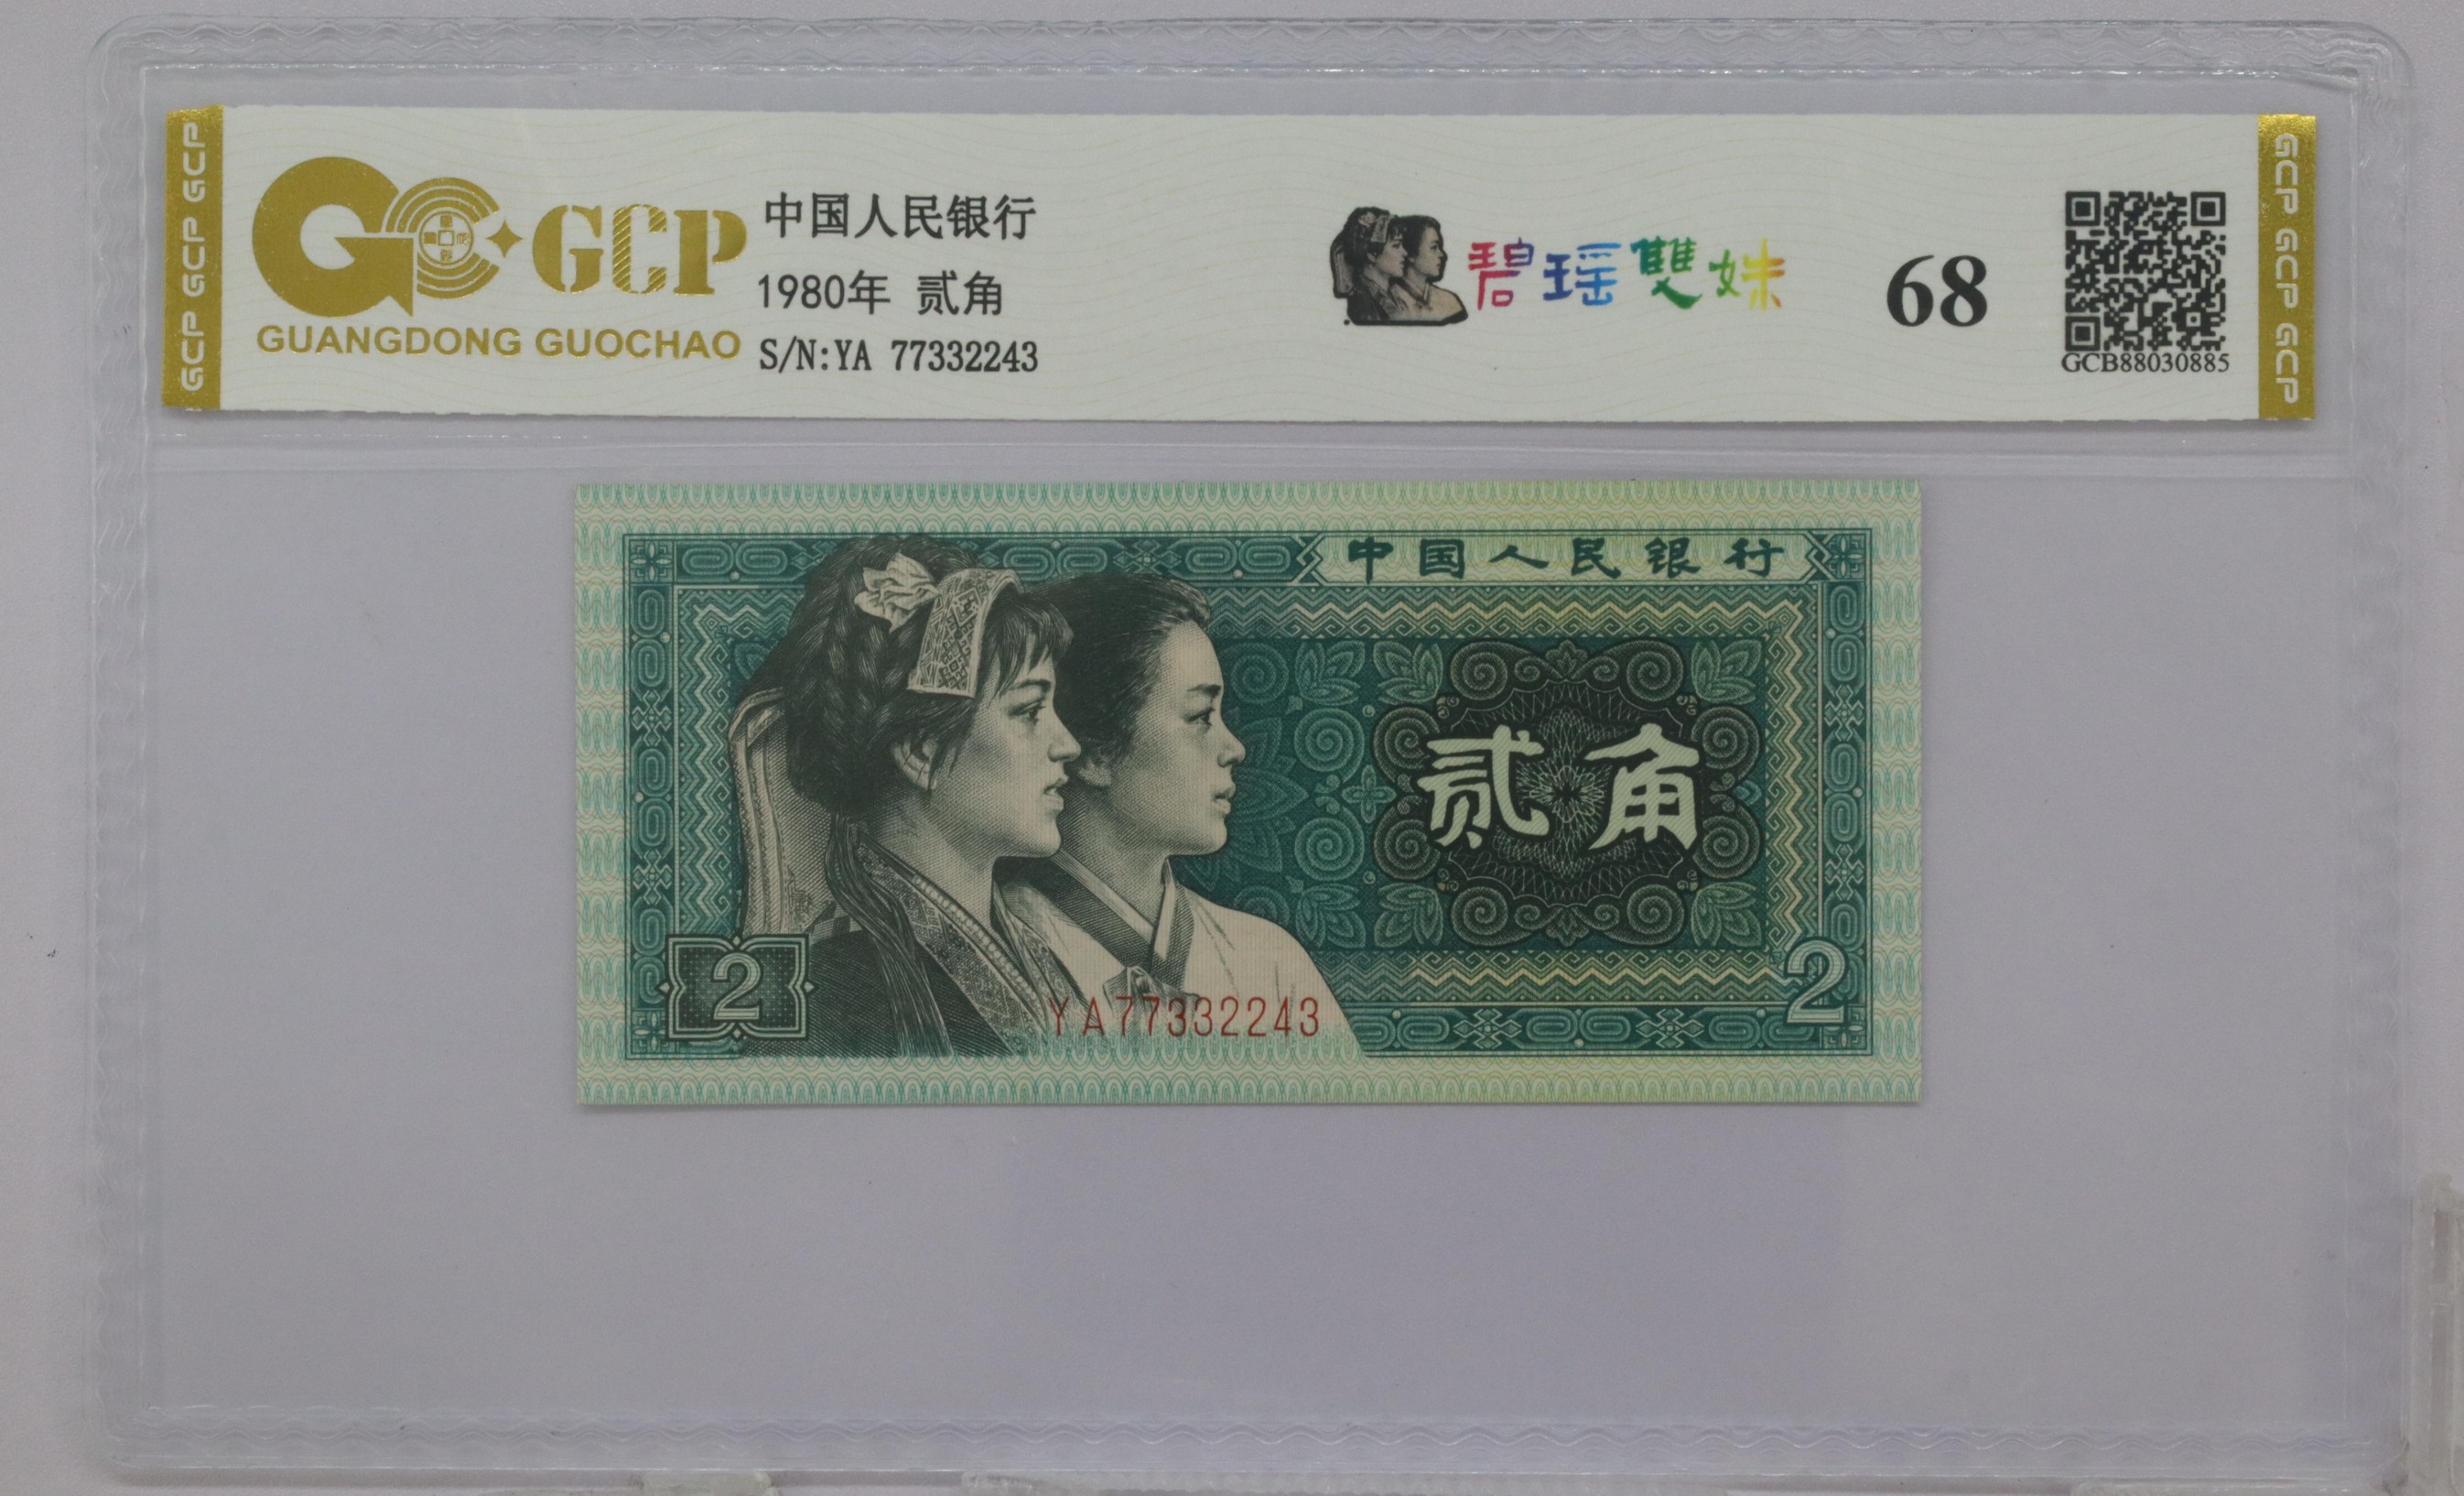 GCP GCP GCP
GCP
GUANGDONG GUOCHAO
中国人民银行
1980年 贰角
S/N:YA 77332243
碧瑶雙姝
68
GCB88030885
GCP GCP GCP
中国人民银行
贰角
2
YA77332243
2